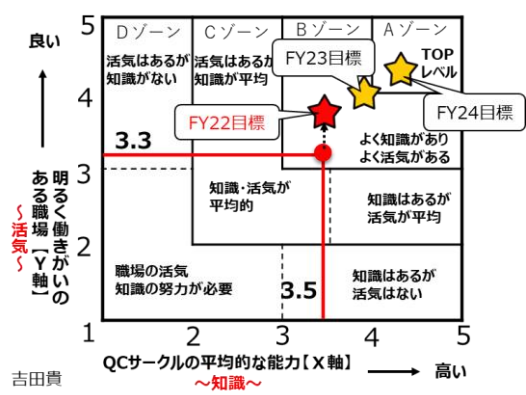 5
Dゾーン
Cゾーン
Bゾーン
Aゾーン
良い
活気はあるが
知識がない
活気はあるが
知識が平均
FY23目標
TOP
レベル
4
FY22目標
FY24目標
3.3
よく知識があり
よく活気がある
3
明るく働きがいの
ある職場【Y軸】
～活気～
知識・活気が
平均的
知識はあるが
活気が平均
2
職場の活気
知識の努力が必要
3.5
知識はあるが
活気はない
1
2
3
4
5
QCサークルの平均的な能力【X軸】
高い
～知識～
吉田貴